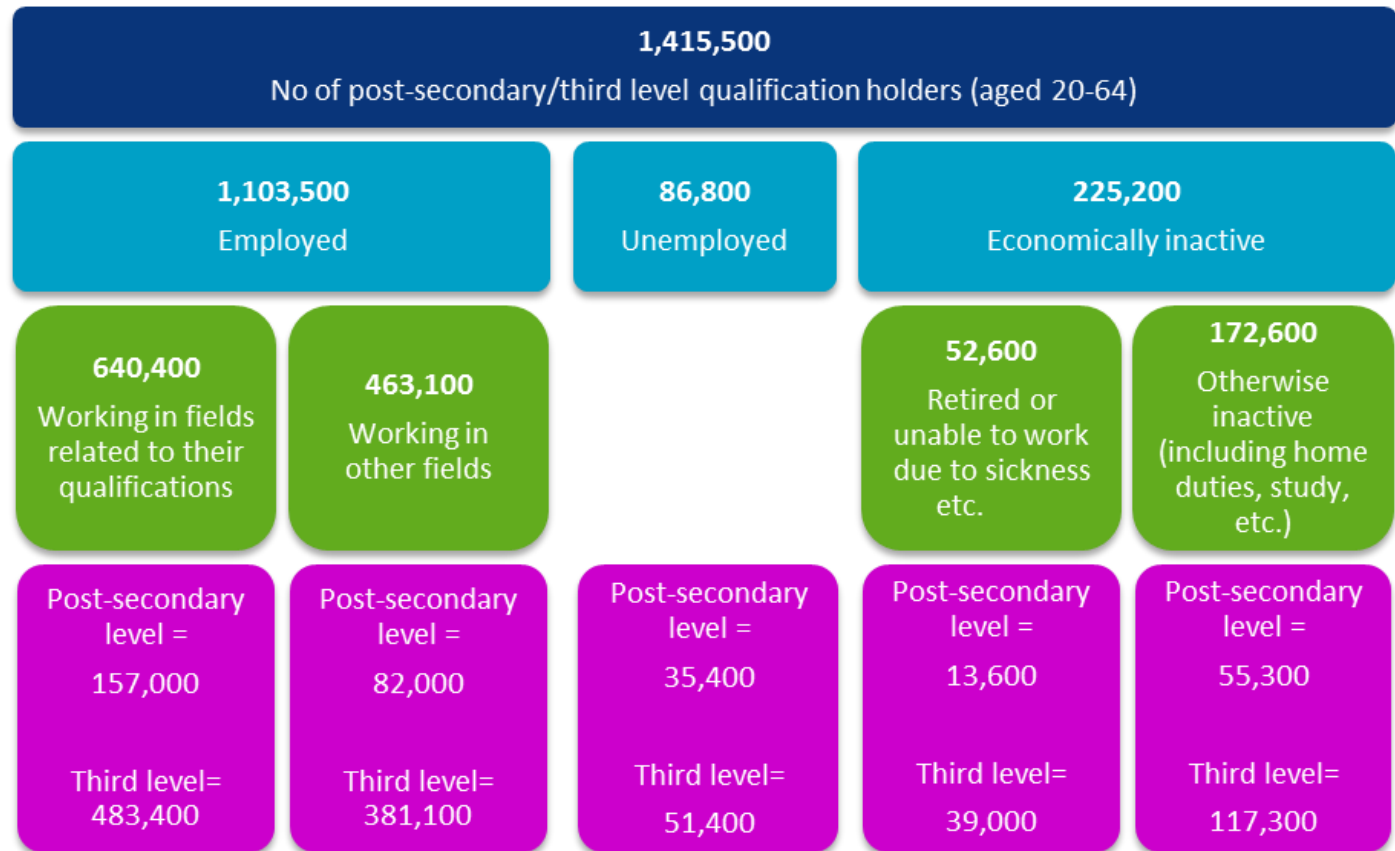 1,415,500
No of post-secondary/third level qualification holders (aged 20-64)
1,103,500
Employed
86,800
Unemployed
225,200
Economically inactive
640,400
Working in fields
related to their
qualifications
463,100
Working in
other fields
52,600
Retired or
unable to work
due to sickness
etc.
172,600
Otherwise
inactive
(including home
duties, study,
etc.)
Post-secondary
level =
157,000
Third level=
483,400
Post-secondary
level =
82,000
Third level=
381,100
Post-secondary
level =
35,400
Third level=
51,400
Post-secondary
level =
13,600
Third level=
39,000
Post-secondary
level =
55,300
Third level=
117,300